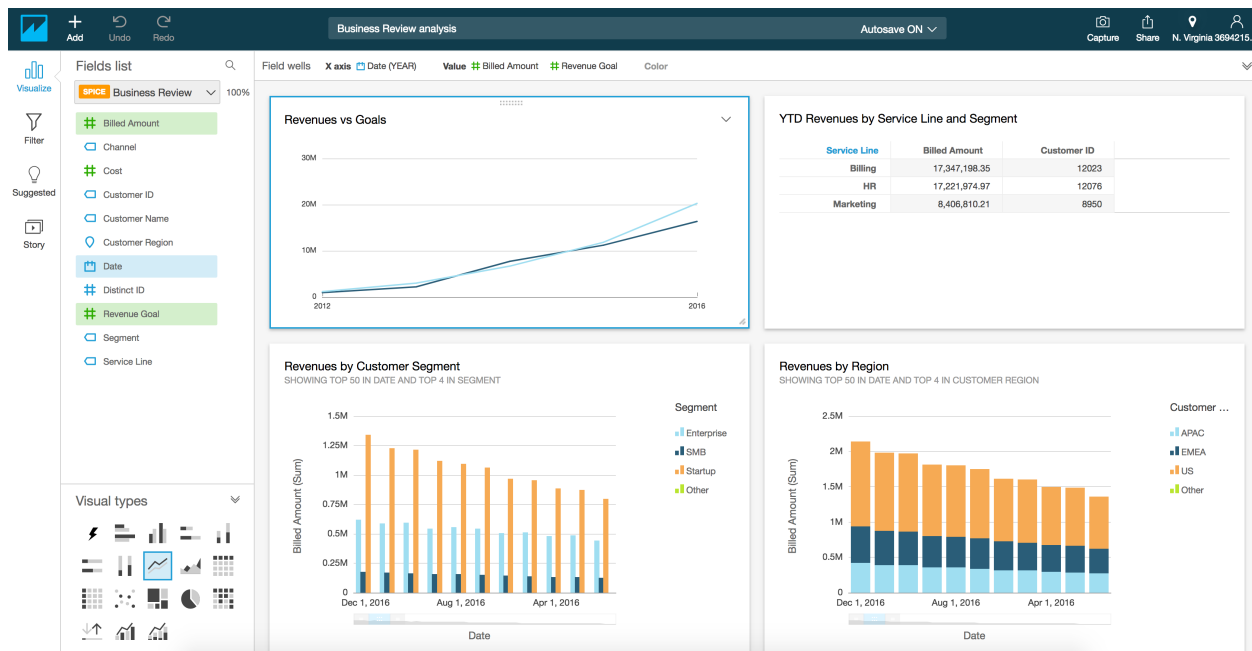 Add
Undo
Redo
Business Review analysis
Autosave ON
Capture
Share
N. Virginia
3694215.
Visualize
Filter
Suggested
Story
Fields list
SPICE Business Review
100%
Billed Amount
Channel
Cost
Customer ID
Customer Name
Customer Region
Date
Distinct ID
Revenue Goal
Segment
Service Line
Visual types
Field wells X axis Date (YEAR) Value Billed Amount Revenue Goal Color
Revenues vs Goals
30M
20M
10M
0
2012 2016
YTD Revenues by Service Line and Segment
Service Line Billed Amount Customer ID
Billing 17,347,198.35 12023
HR 17,221,974.97 12076
Marketing 8,406,810.21 8950
Revenues by Customer Segment
SHOWING TOP 50 IN DATE AND TOP 4 IN SEGMENT
Billed Amount (Sum)
1.5M
1.25M
1M
0.75M
0.5M
0.25M
0
Dec 1, 2016 Aug 1, 2016 Apr 1, 2016
Date
Segment
Enterprise
SMB
Startup
Other
Revenues by Region
SHOWING TOP 50 IN DATE AND TOP 4 IN CUSTOMER REGION
Billed Amount (Sum)
2.5M
2M
1.5M
1M
0.5M
0
Dec 1, 2016 Aug 1, 2016 Apr 1, 2016
Date
Customer ...
APAC
EMEA
US
Other